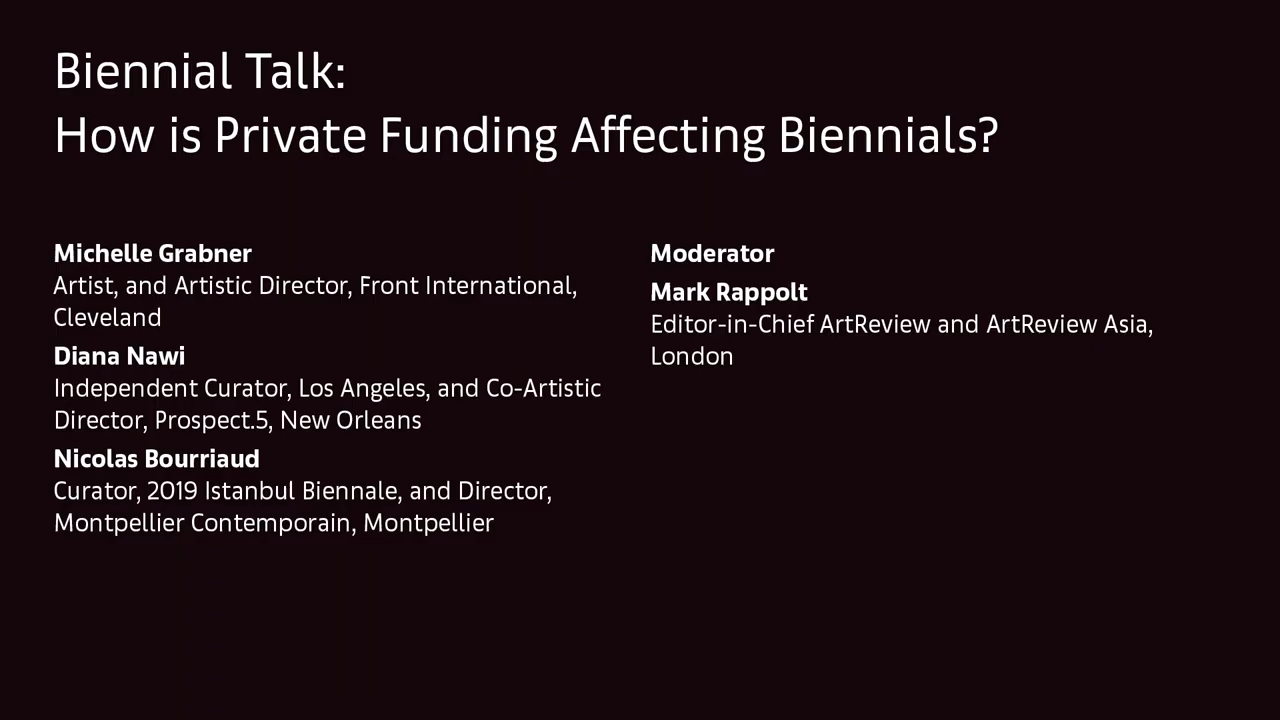 Biennial Talk:
How is Private Funding Affecting Biennials?
Michelle Grabner
Artist, and Artistic Director, Front International,
Cleveland
Diana Nawi
Independent Curator, Los Angeles, and Co-Artistic
Director, Prospect.5, New Orleans
Nicolas Bourriaud
Curator, 2019 Istanbul Biennale, and Director,
Montpellier Contemporain, Montpellier
Moderator
Mark Rappolt
Editor-in-Chief ArtReview and ArtReview Asia,
London